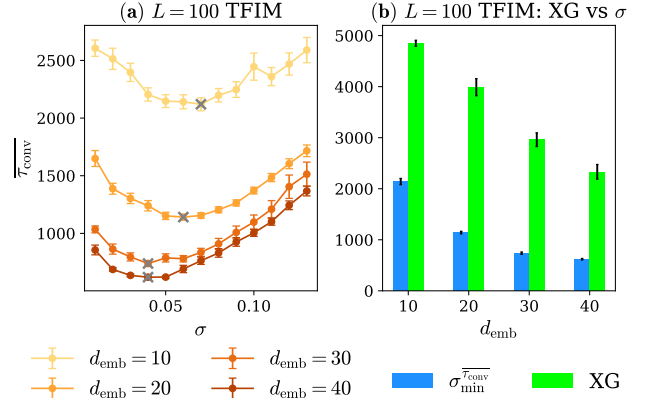 (a) L = 100 TFIM
2500
2000
1500
1000
0.05
0.10
τ_conv
σ
(b) L = 100 TFIM: XG vs σ
5000
4000
3000
2000
1000
0
10
20
30
40
d_emb
d_emb = 10
d_emb = 20
d_emb = 30
d_emb = 40
σ_min^τ_conv
XG